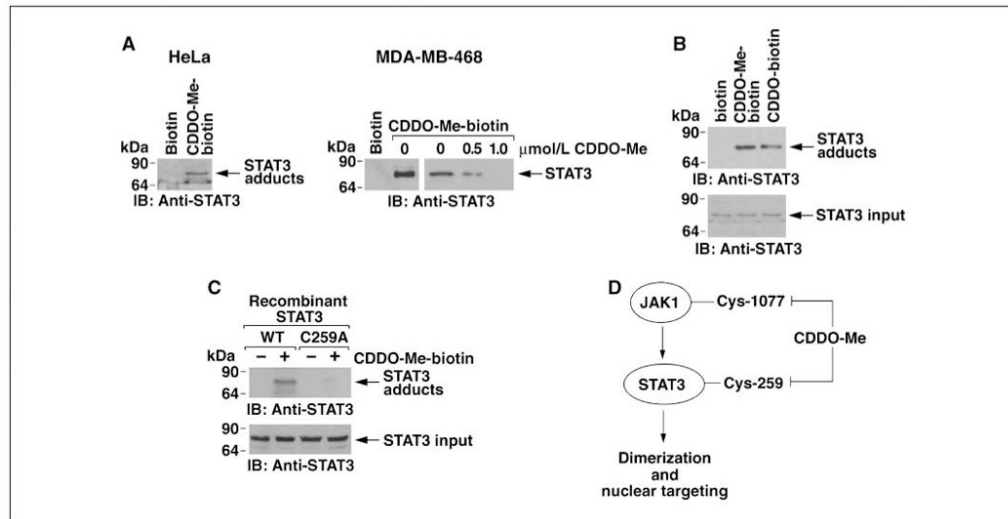 A
HeLa
Biotin
CDDO-Me-
biotin
kDa
90
64
STAT3
adducts
IB: Anti-STAT3
MDA-MB-468
Biotin
CDDO-Me-biotin
0 0 0.5 1.0 μmol/L CDDO-Me
kDa
90
64
STAT3
IB: Anti-STAT3
B
biotin
CDDO-Me-
biotin
CDDO-biotin
kDa
90
64
STAT3
adducts
IB: Anti-STAT3
90
64
STAT3 input
IB: Anti-STAT3
C
Recombinant
STAT3
WT C259A
kDa – + – + CDDO-Me-biotin
90
64
STAT3
adducts
IB: Anti-STAT3
90
64
STAT3 input
IB: Anti-STAT3
D
JAK1 Cys-1077
CDDO-Me
STAT3 Cys-259
Dimerization
and
nuclear targeting